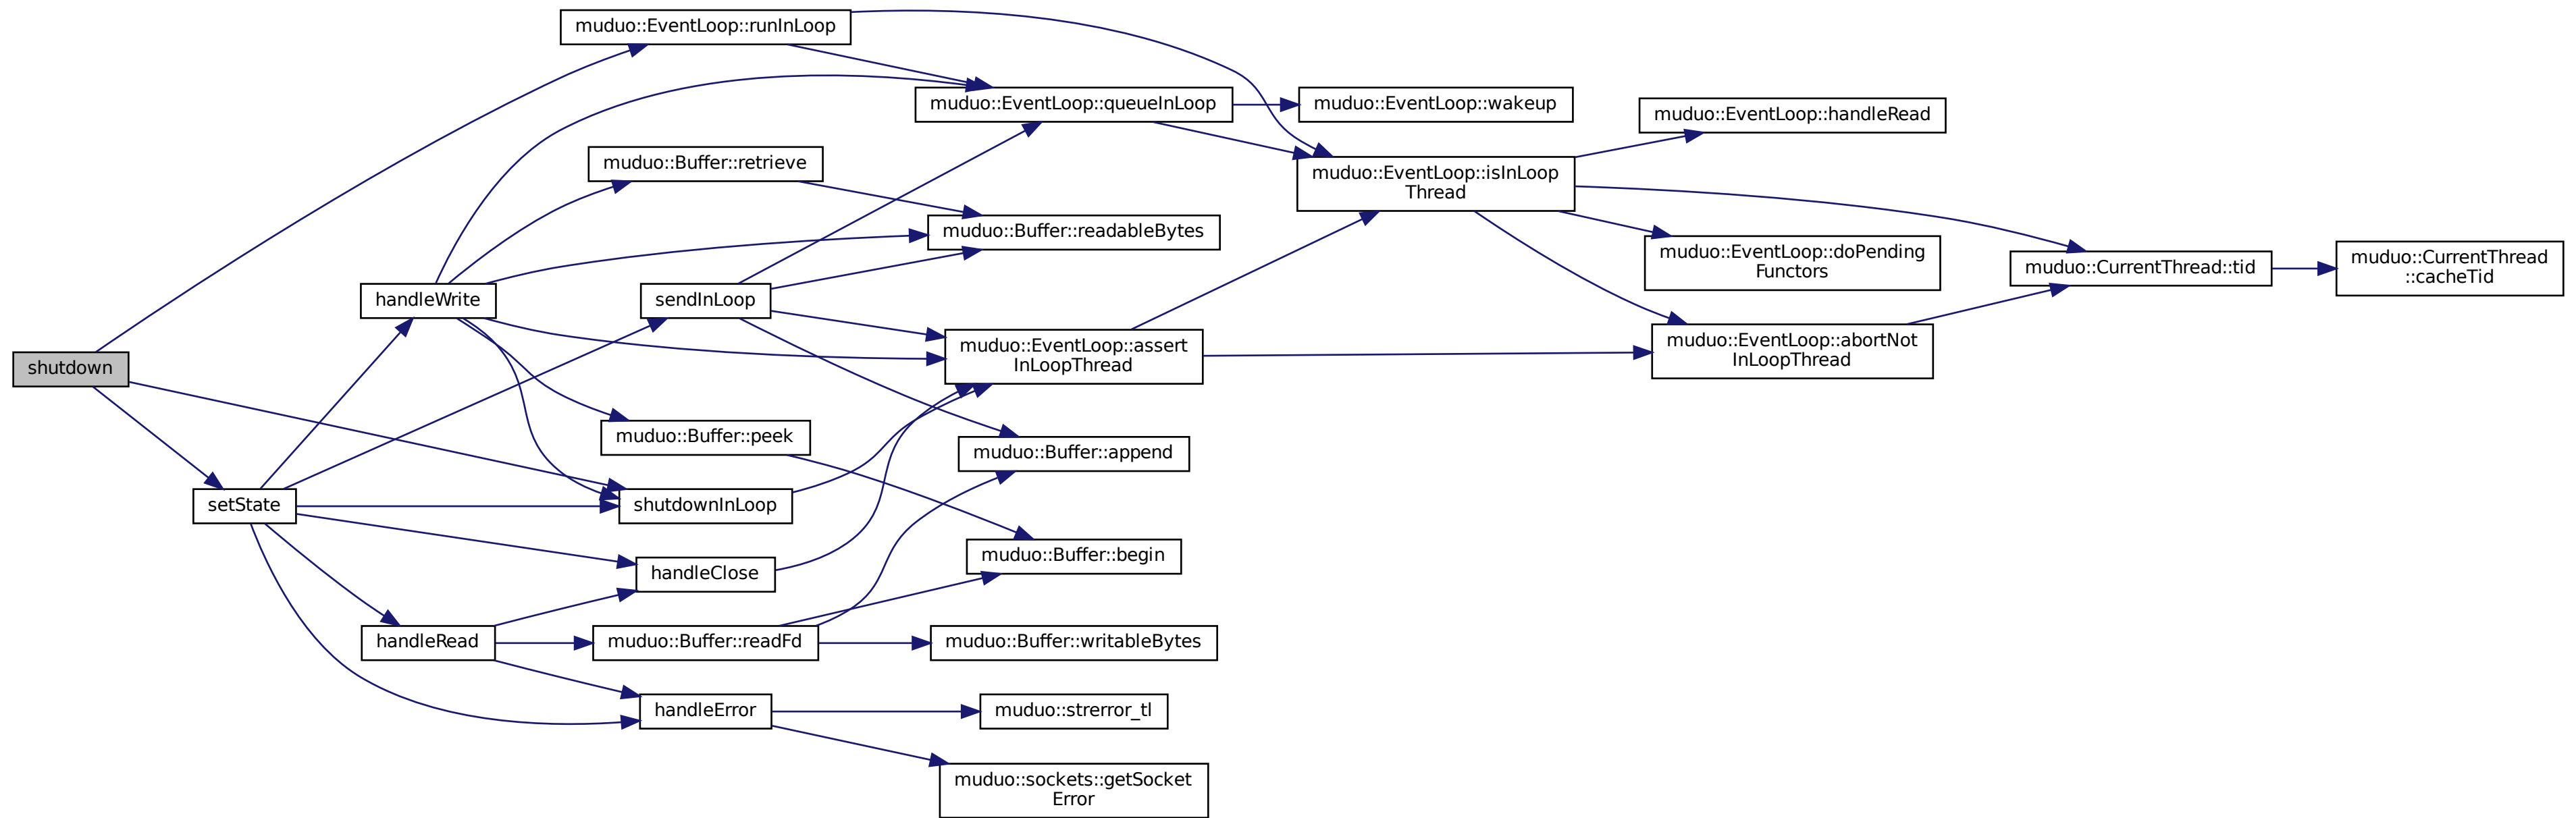 muduo::EventLoop::runInLoop
muduo::EventLoop::queueInLoop
muduo::EventLoop::wakeup
muduo::EventLoop::handleRead
muduo::Buffer::retrieve
muduo::EventLoop::isInLoop
Thread
muduo::Buffer::readableBytes
muduo::EventLoop::doPending
Functors
muduo::CurrentThread::tid
muduo::CurrentThread
::cacheTid
handleWrite
sendInLoop
muduo::EventLoop::assert
InLoopThread
muduo::EventLoop::abortNot
InLoopThread
shutdown
muduo::Buffer::peek
muduo::Buffer::append
setState
shutdownInLoop
muduo::Buffer::begin
handleClose
handleRead
muduo::Buffer::readFd
muduo::Buffer::writableBytes
handleError
muduo::strerror_tl
muduo::sockets::getSocket
Error